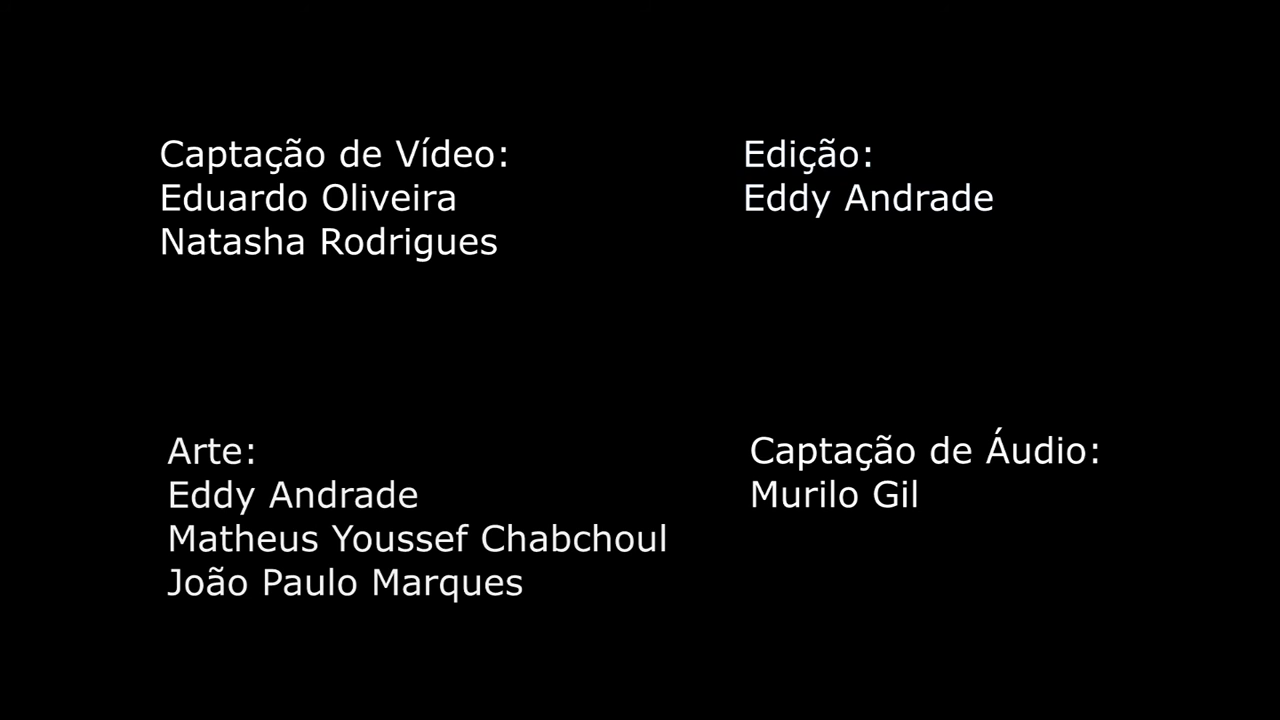 Captação de Vídeo:
Eduardo Oliveira
Natasha Rodrigues
Edição:
Eddy Andrade
Arte:
Eddy Andrade
Matheus Youssef Chabchoul
João Paulo Marques
Captação de Áudio:
Murilo Gil